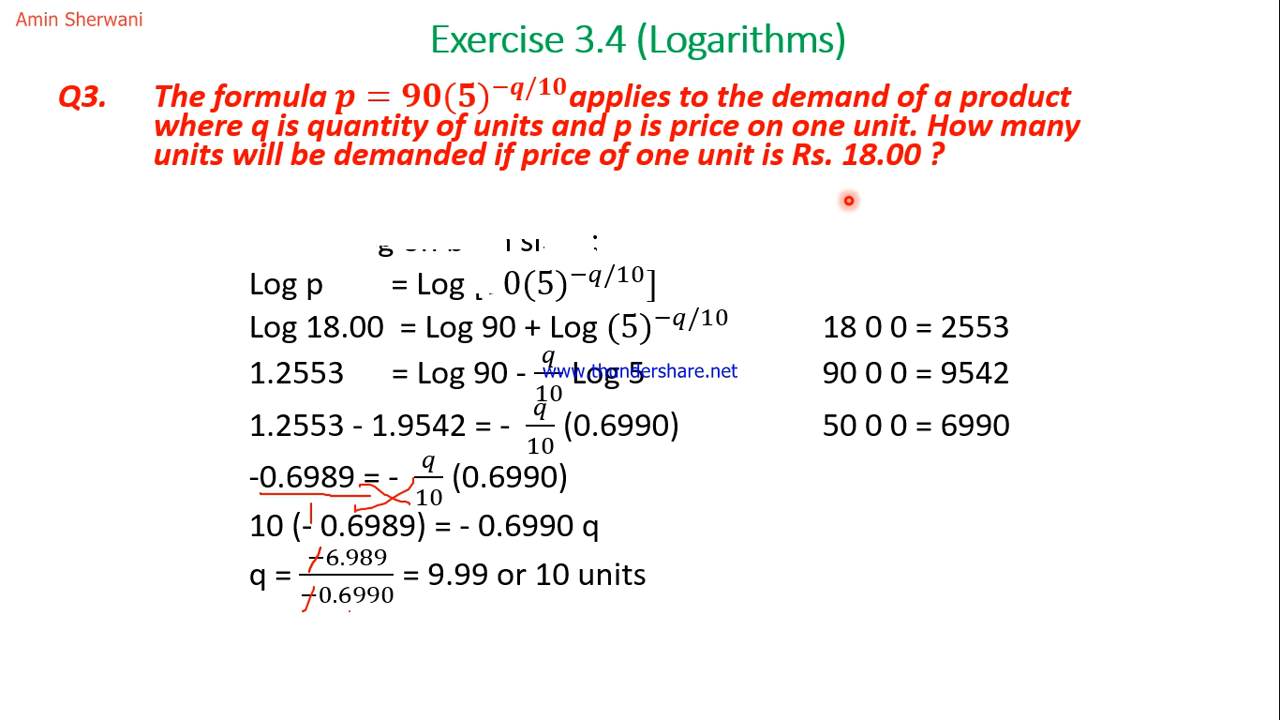 Amin Sherwani
Exercise 3.4 (Logarithms)
Q3. The formula p = 90(5)^{-q/10} applies to the demand of a product
where q is quantity of units and p is price on one unit. How many
units will be demanded if price of one unit is Rs. 18.00 ?
Log p = Log 0(5)^{-q/10}]
Log 18.00 = Log 90 + Log (5)^{-q/10} 18 0 0 = 2553
1.2553 = Log 90 - q/10 Log 5 90 0 0 = 9542
www.thundershare.net
1.2553 - 1.9542 = - q/10 (0.6990) 50 0 0 = 6990
-0.6989 = - q/10 (0.6990)
10 (- 0.6989) = - 0.6990 q
q = −6.989/−0.6990 = 9.99 or 10 units